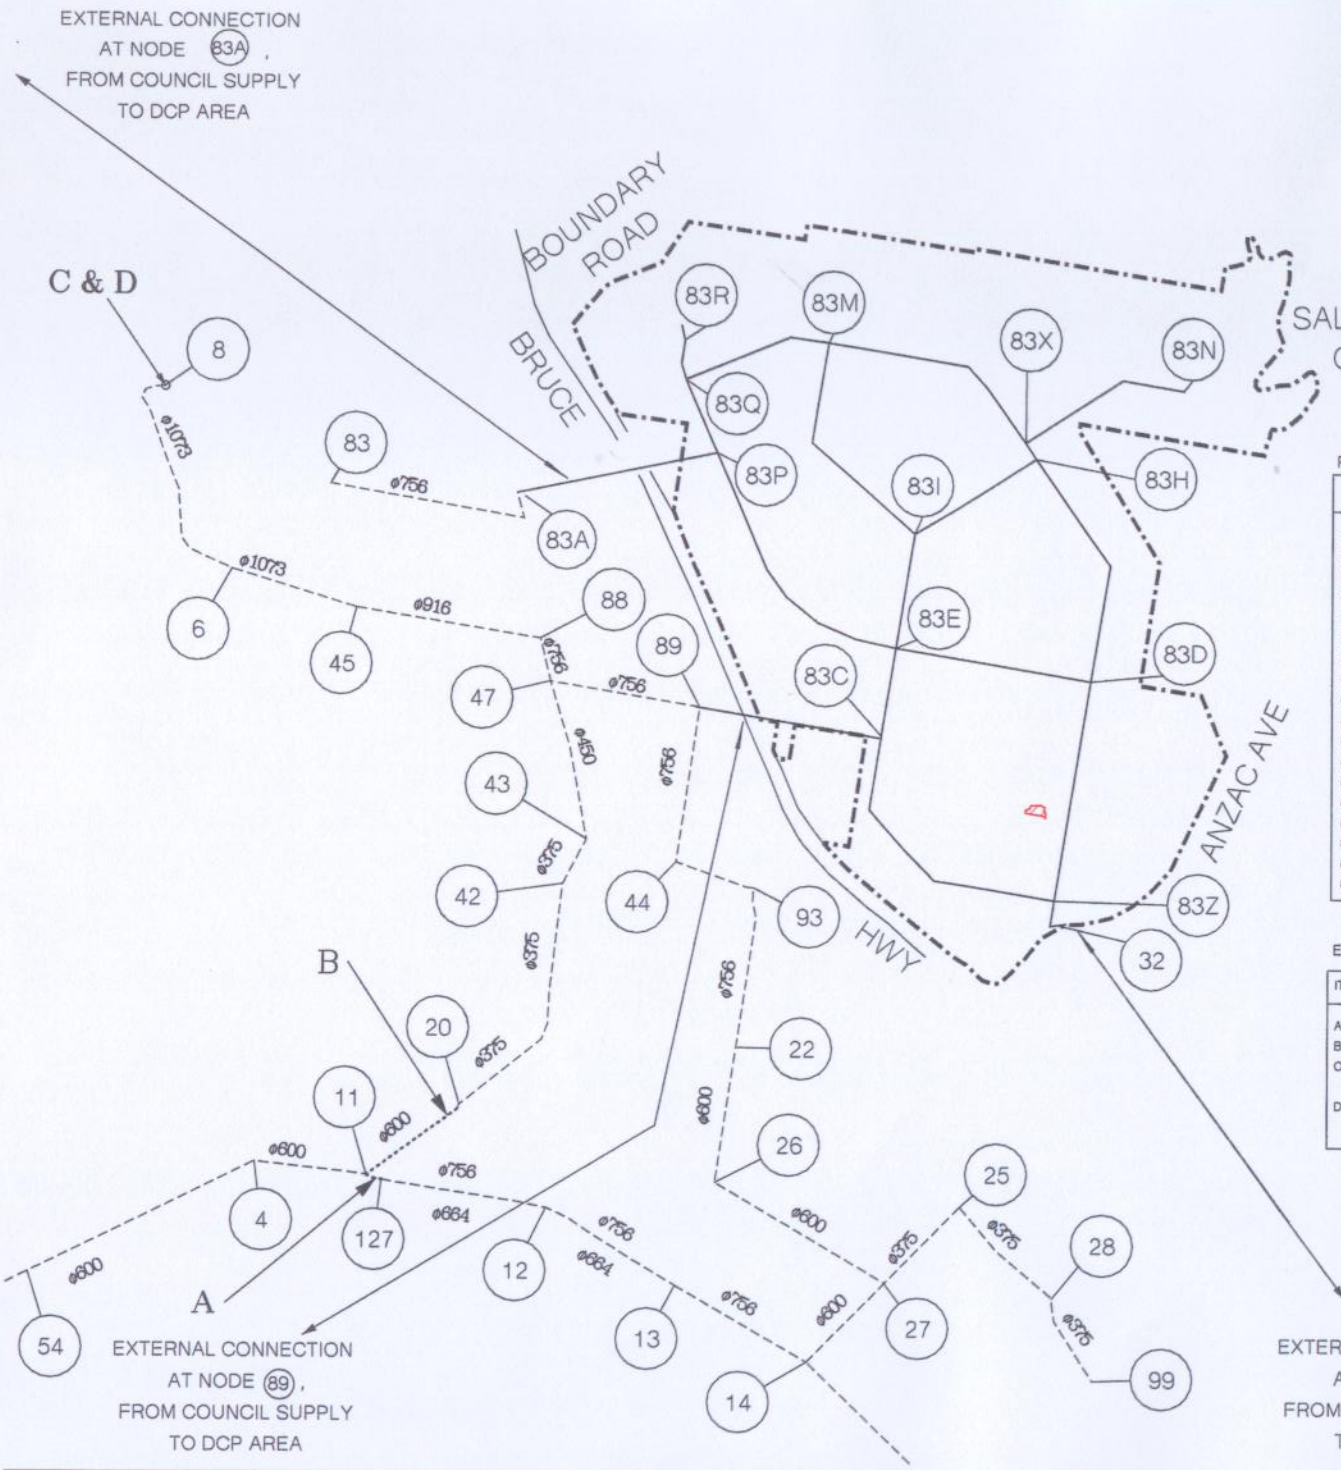 EXTERNAL CONNECTION
AT NODE 83A ,
FROM COUNCIL SUPPLY
TO DCP AREA
BOUNDARY
ROAD
C & D
83R
83M
SAL
8
83X
83N
BRUCE
ø1073
83Q
83
83P
83I
83H
ø756
83A
ø1073
88
ø916
6
45
89
83E
83D
ø756
83C
47
ø756
ø450
ø756
ANZAC AVE
43
ø375
42
44
93
83Z
HWY
B
ø375
32
ø756
20
ø375
22
11
ø600
ø600
ø600
26
ø756
25
4
127
ø664
ø756
ø600
ø375
ø375
28
ø600
12
ø664
A
ø756
ø600
ø375
54
13
27
EXTERNAL CONNECTION
AT NODE 89 ,
FROM COUNCIL SUPPLY
TO DCP AREA
14
99
EXTER
A
FROM
T
A
B
C
D